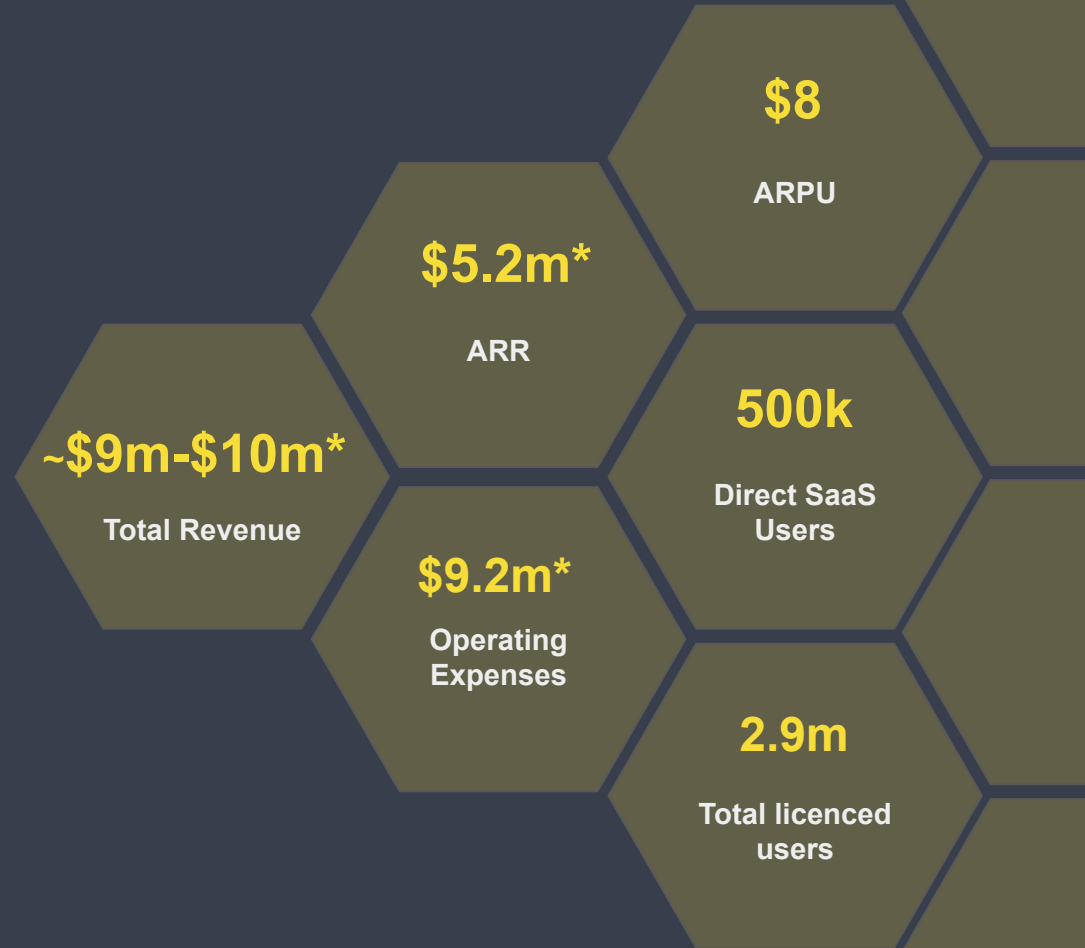 $8
ARPU
$5.2m*
ARR
500k
Direct SaaS
Users
~$9m-$10m*
Total Revenue
$9.2m*
Operating
Expenses
2.9m
Total licenced
users